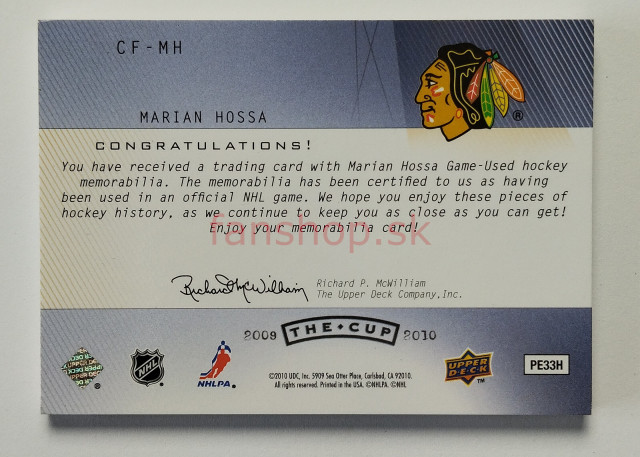 CF-MH
®
MARIAN HOSSA
CONGRATULATIONS!
You have received a trading card with Marian Hossa Game-Used hockey
memorabilia. The memorabilia has been certified to us as having
been used in an official NHL game. We hope you enjoy these pieces of
hockey history, as we continue to keep you as close as you can get!
Enjoy your memorabilia card!
fanshop.sk
Richard P. McWilliam
Richard P. McWilliam
The Upper Deck Company,Inc.
2009 THE CUP 2010
NHL
NHLPA.
©2010 UDC, Inc. 5909 Sea Otter Place, Carlsbad, CA 92010.
All rights reserved. Printed in the USA. ©NHLPA. ©NHL
UPPER
DECK
TM
PE33H